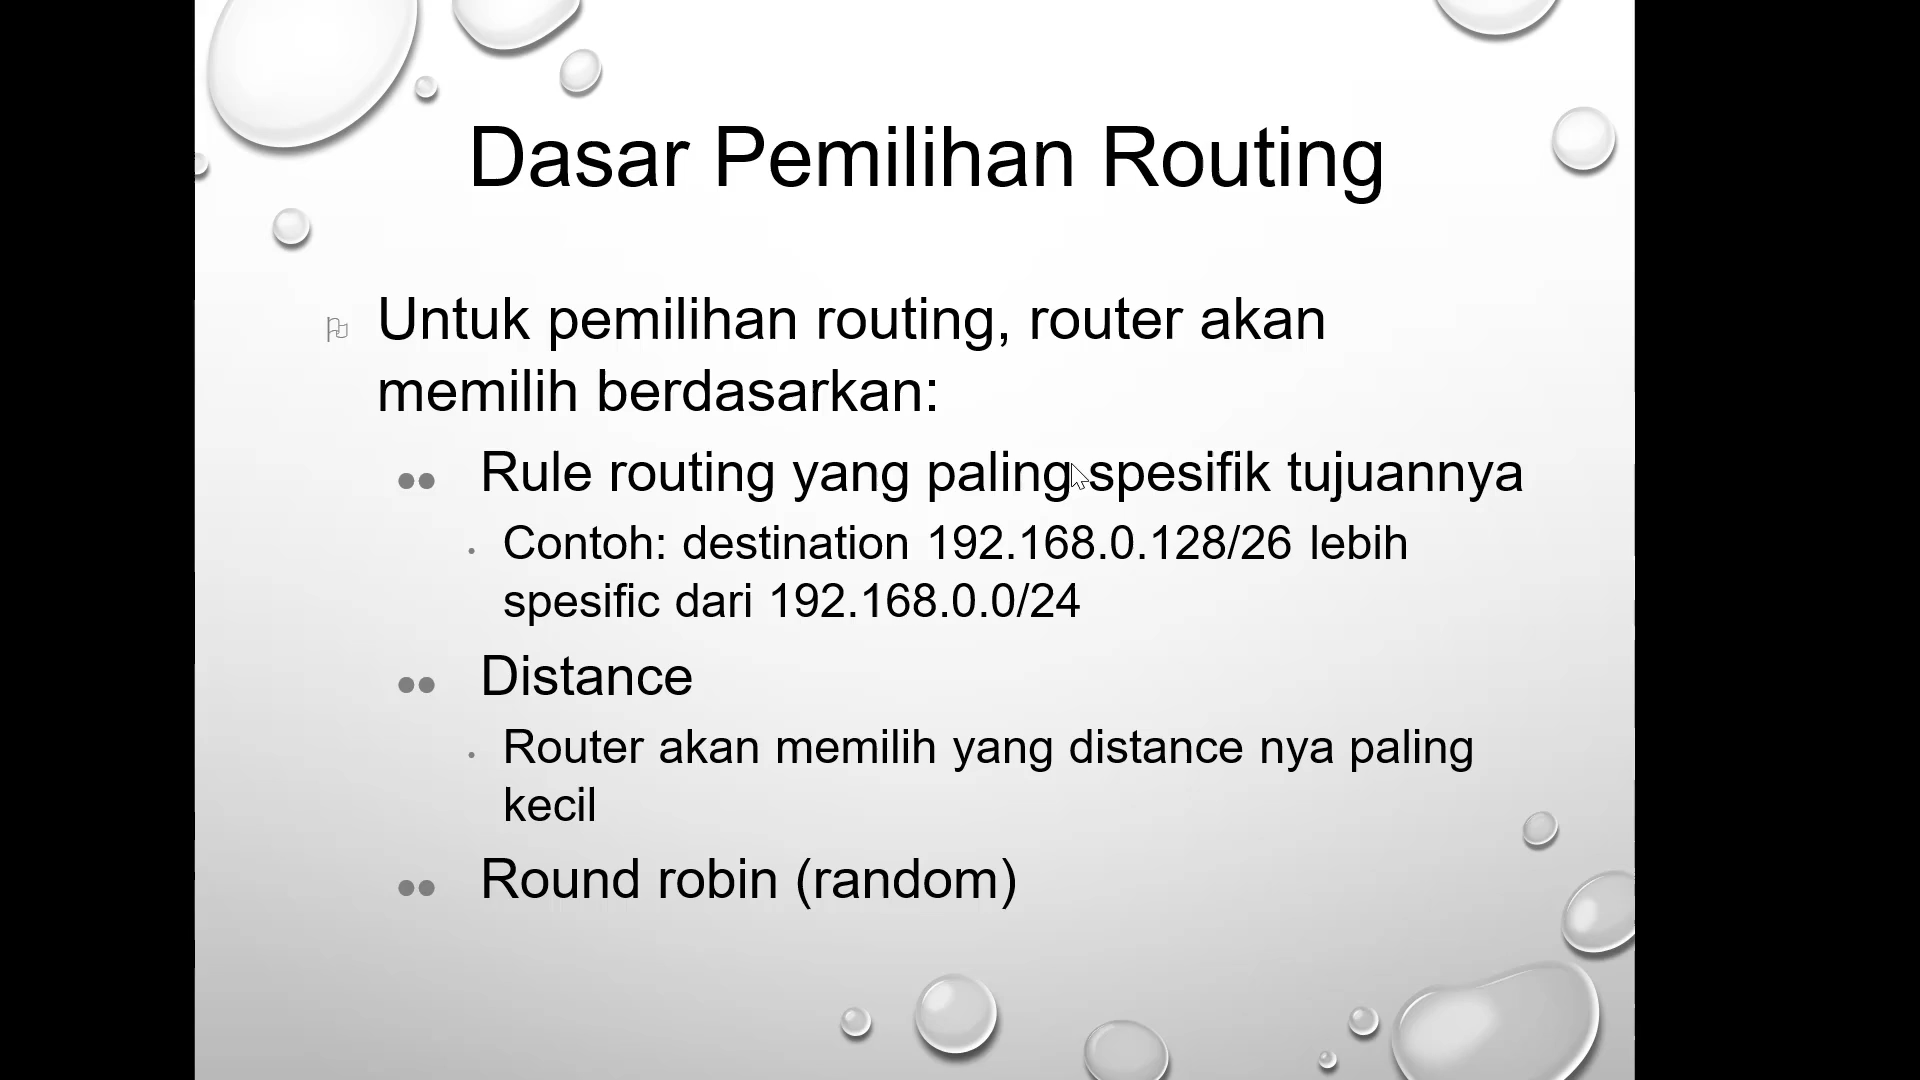 Dasar Pemilihan Routing
Untuk pemilihan routing, router akan
memilih berdasarkan:
Rule routing yang paling spesifik tujuannya
Contoh: destination 192.168.0.128/26 lebih
spesific dari 192.168.0.0/24
Distance
Router akan memilih yang distance nya paling
kecil
Round robin (random)